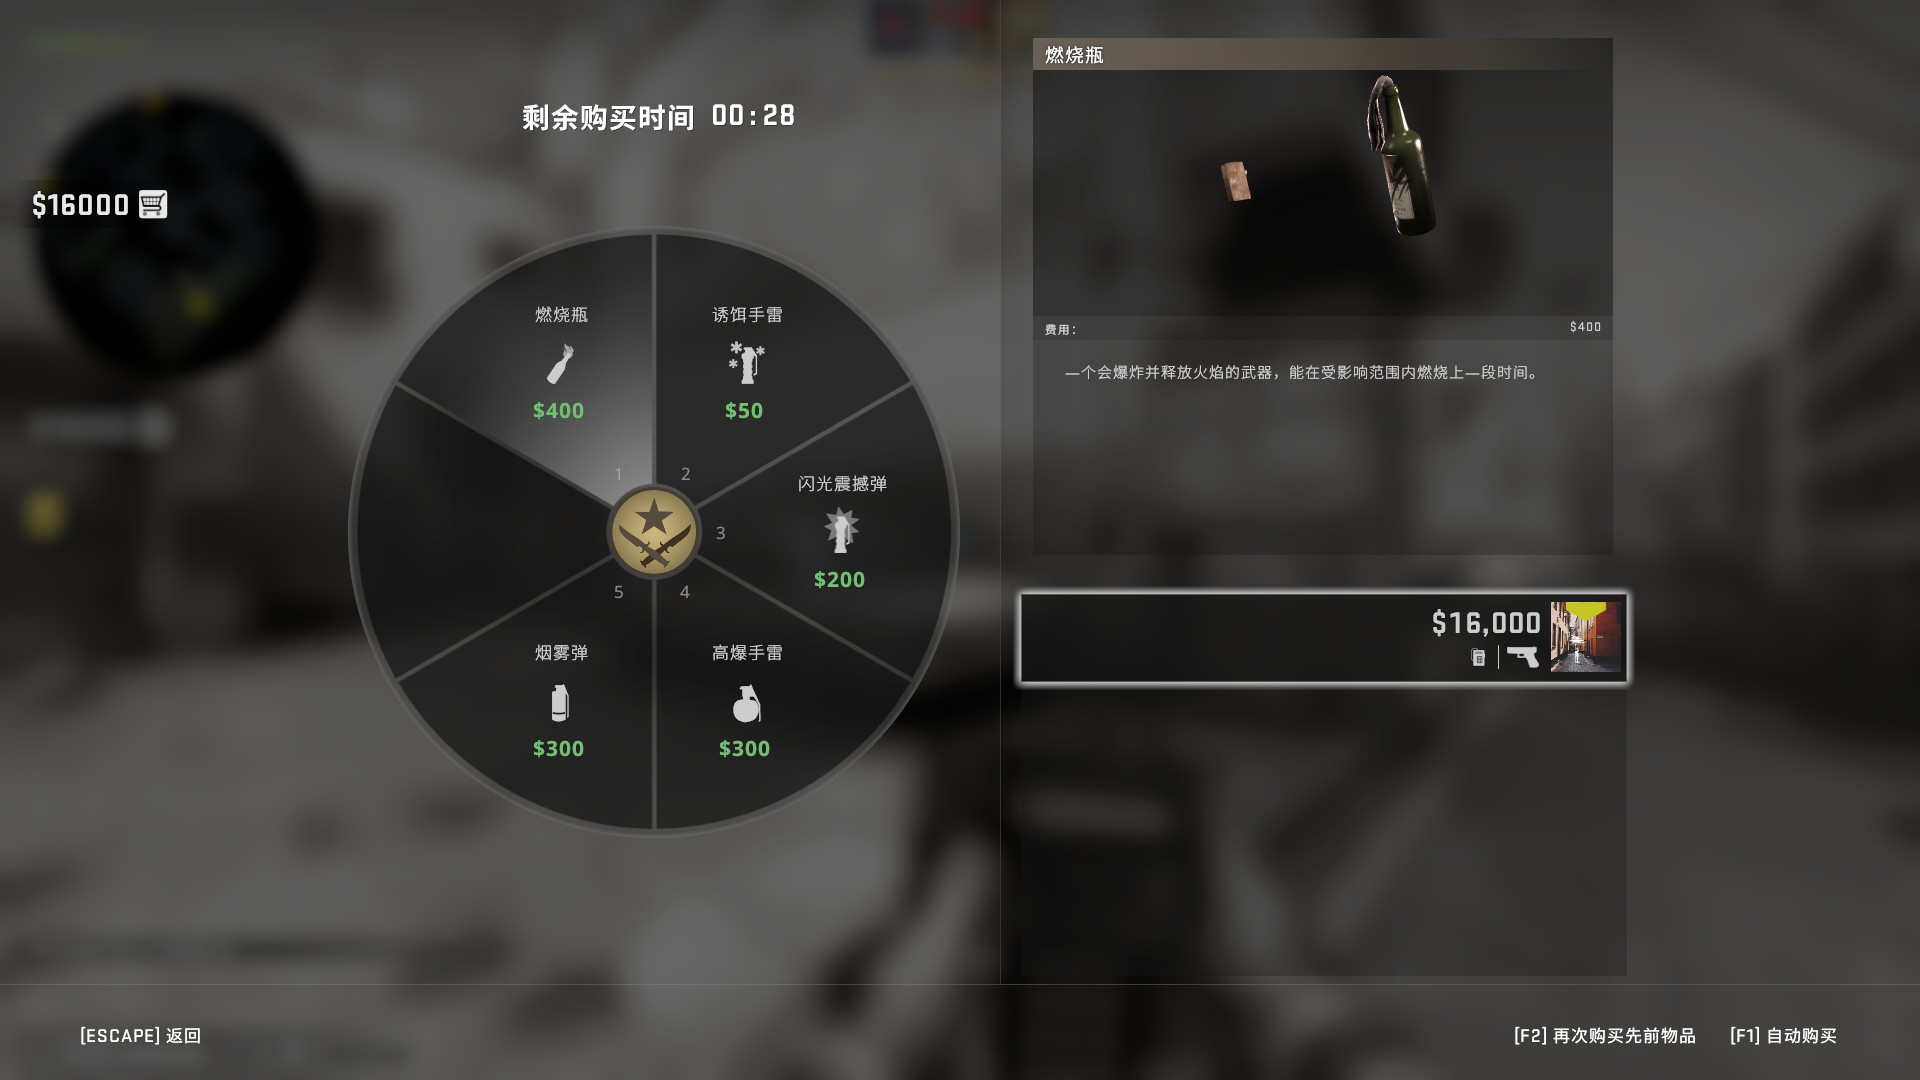 剩余购买时间 00:28
$16000
燃烧瓶
$400
诱饵手雷
$50
闪光震撼弹
$200
高爆手雷
$300
烟雾弹
$300
1
2
3
4
5
燃烧瓶
费用: $400
一个会爆炸并释放火焰的武器，能在受影响范围内燃烧上一段时间。
$16,000
[ESCAPE] 返回
[F2] 再次购买先前物品 [F1] 自动购买